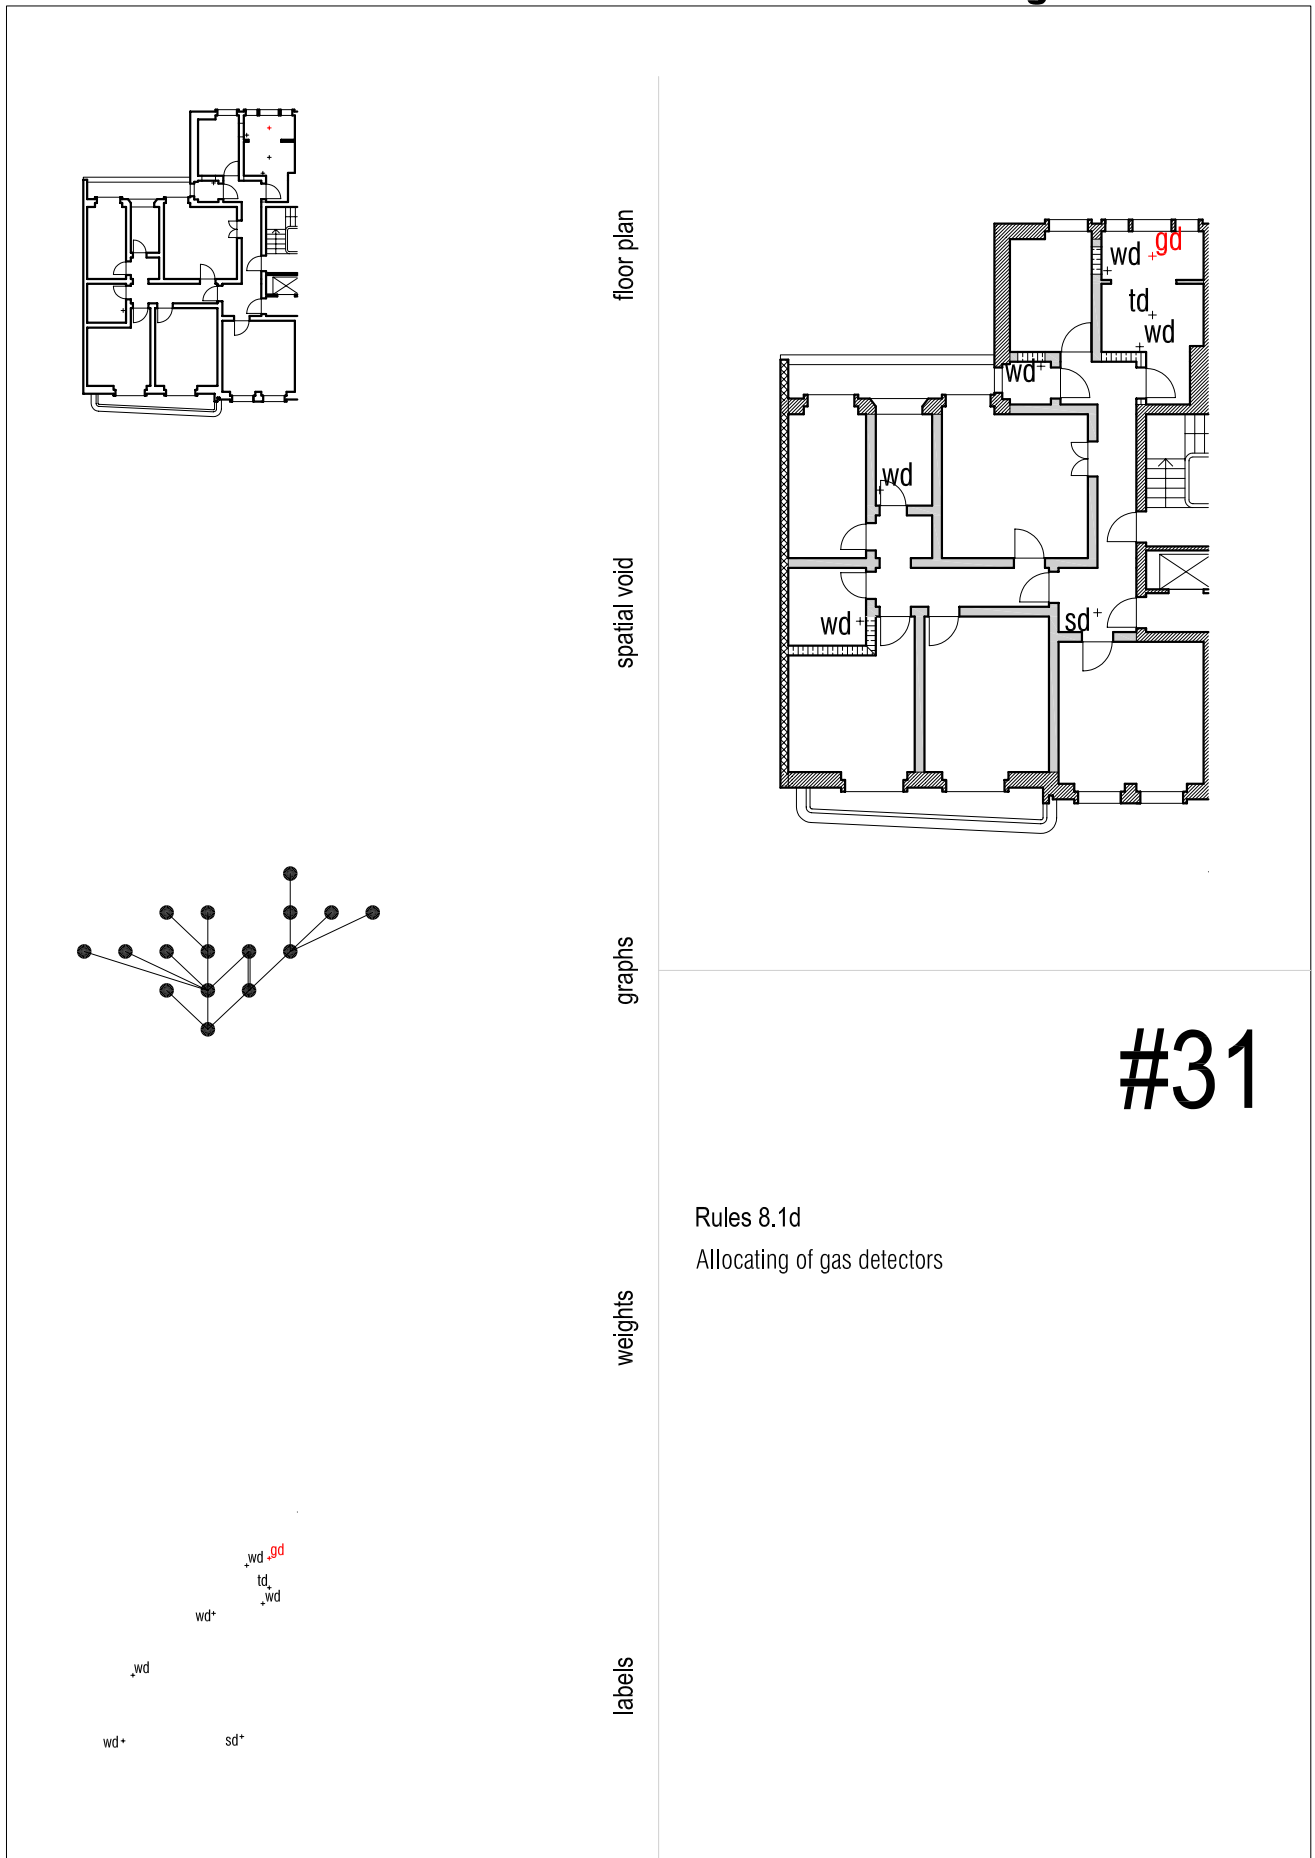 floor plan
spatial void
graphs
weights
labels
wd
gd
td
wd
wd
wd
wd
sd
wd
gd
td
wd
wd
wd
wd
sd
#31
Rules 8.1d
Allocating of gas detectors